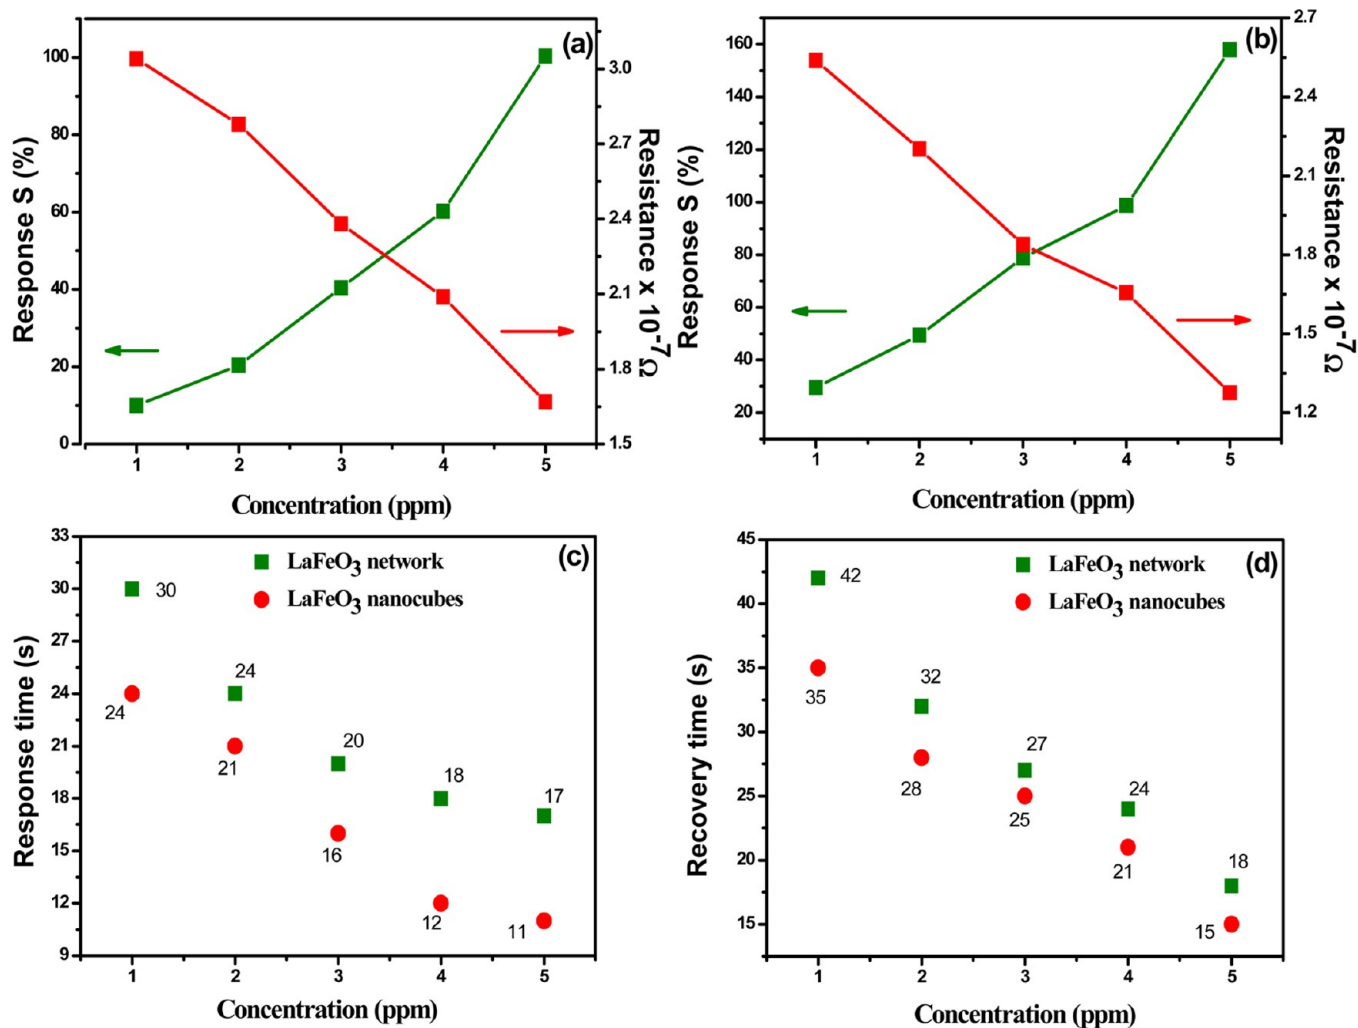 (a)
Response S (%)
100
80
60
40
20
0
3.0
2.7
2.4
2.1
1.8
1.5
Resistance x 10-7 Ω
1 2 3 4 5
Concentration (ppm)
(b)
Response S (%)
160
140
120
100
80
60
40
20
2.7
2.4
2.1
1.8
1.5
1.2
Resistance x 10-7 Ω
1 2 3 4 5
Concentration (ppm)
(c)
LaFeO3 network
LaFeO3 nanocubes
Response time (s)
33
30
27
24
21
18
15
12
9
30
24
20
18
17
24
21
16
12
11
1 2 3 4 5
Concentration (ppm)
(d)
LaFeO3 network
LaFeO3 nanocubes
Recovery time (s)
45
40
35
30
25
20
15
42
32
27
24
18
35
28
25
21
15
1 2 3 4 5
Concentration (ppm)